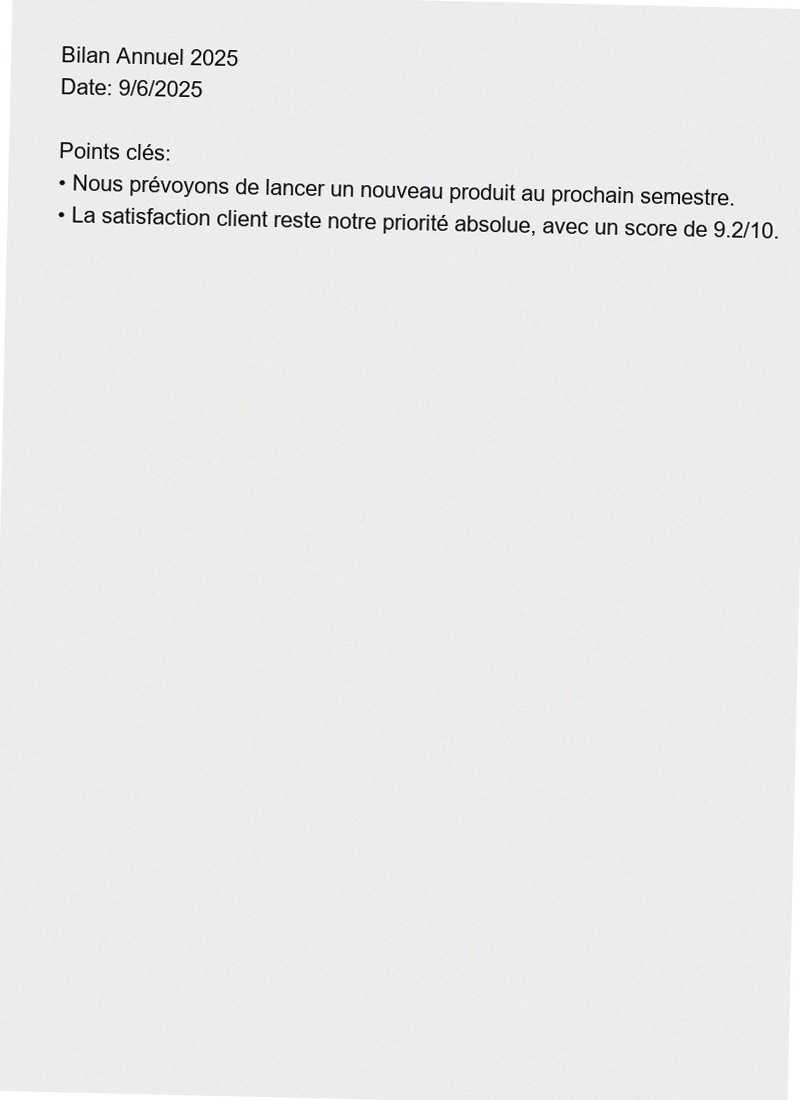 Bilan Annuel 2025
Date: 9/6/2025
Points clés:
• Nous prévoyons de lancer un nouveau produit au prochain semestre.
• La satisfaction client reste notre priorité absolue, avec un score de 9.2/10.